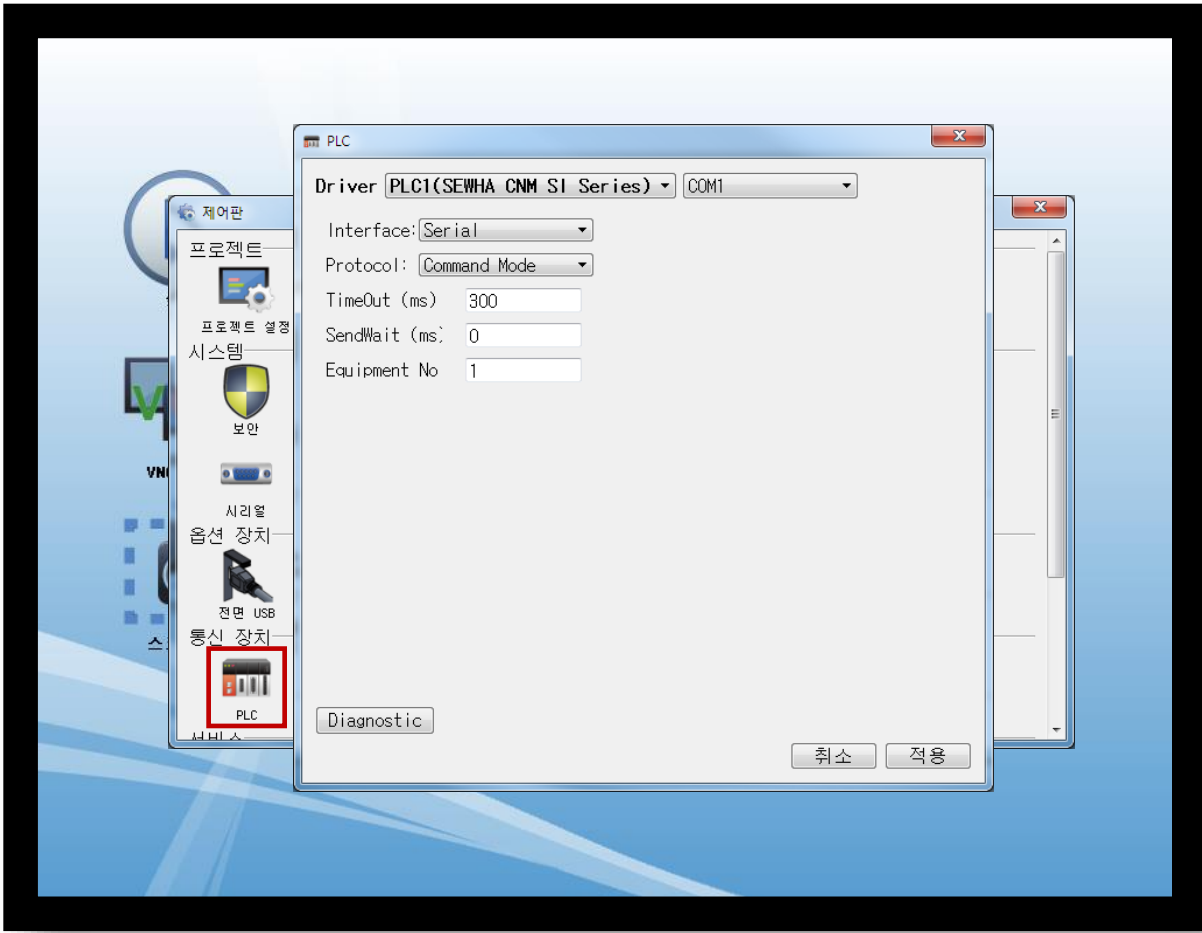 PLC
Driver PLC1(SEWHA CNM SI Series) COM1
Interface: Serial
Protocol: Command Mode
TimeOut (ms) 300
SendWait (ms) 0
Equipment No 1
Diagnostic
취소 적용
제어판
프로젝트
프로젝트 설정
시스템
보안
시리얼
옵션 장치
전면 USB
통신 장치
PLC
서비스